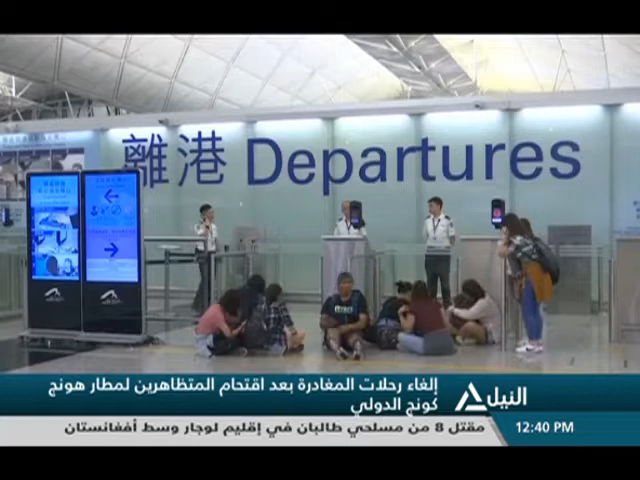 離港 Departures
إلغاء رحلات المغادرة بعد اقتحام المتظاهرين لمطار هونج
كونج الدولي
النيل
مقتل 8 من مسلحي طالبان في إقليم لوجار وسط أفغانستان
12:40 PM